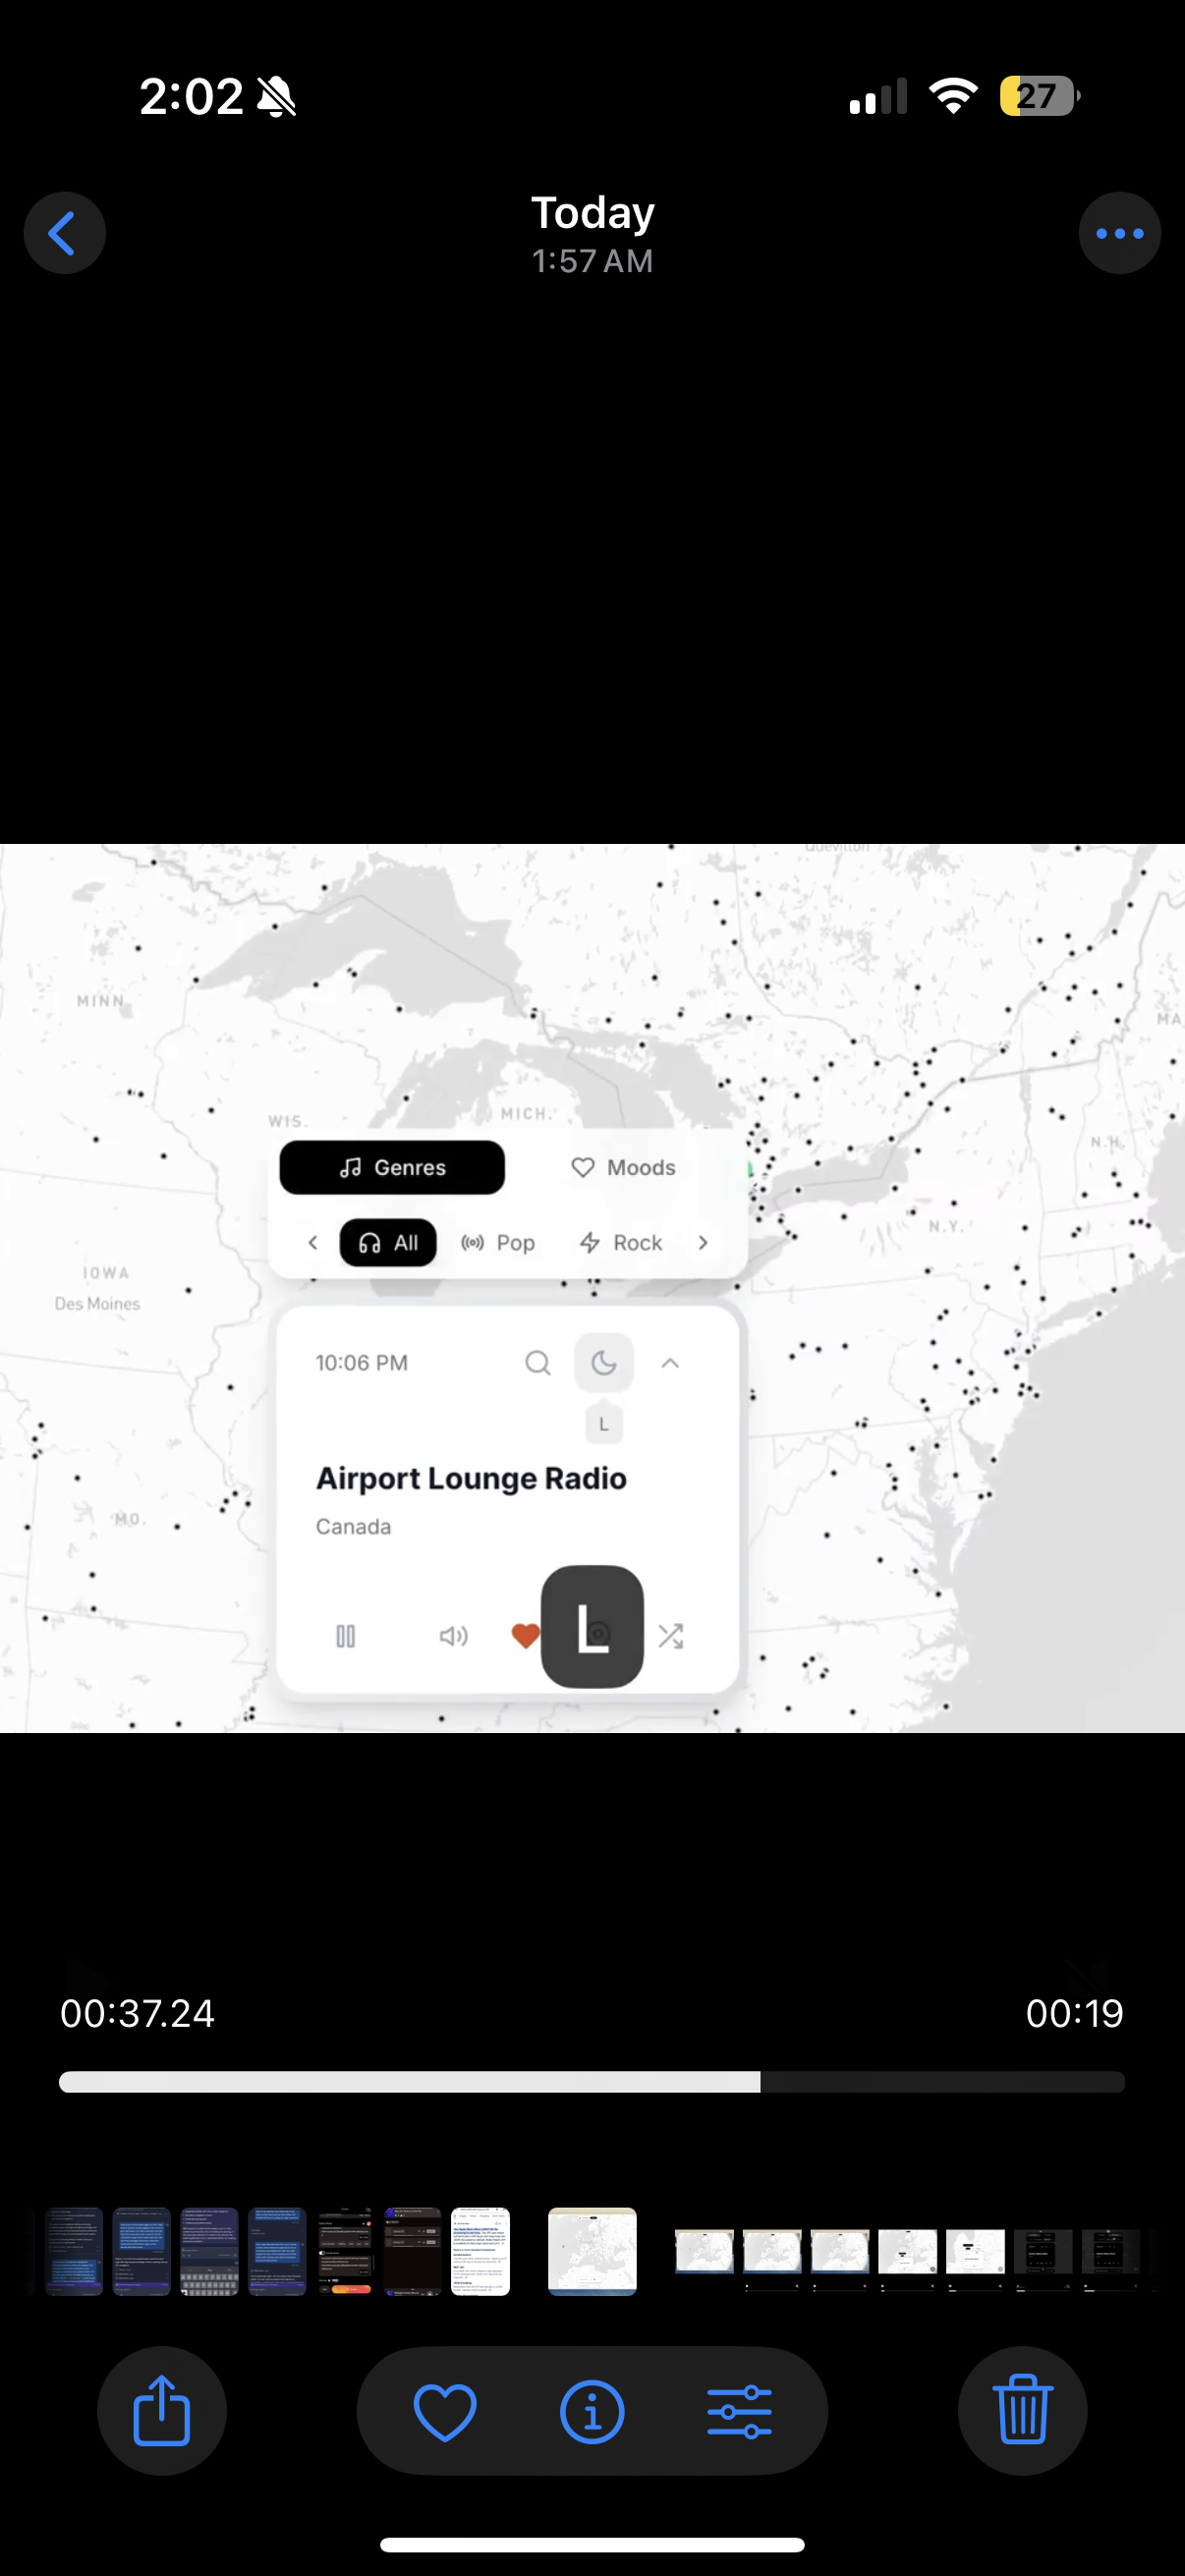 2:02
27
Today
1:57 AM
Quévillon
MINN
MA
WIS.
MICH.
N.H.
Genres
Moods
N.Y.
All
Pop
Rock
IOWA
Des Moines
10:06 PM
L
Airport Lounge Radio
MO.
Canada
L
00:37.24
00:19